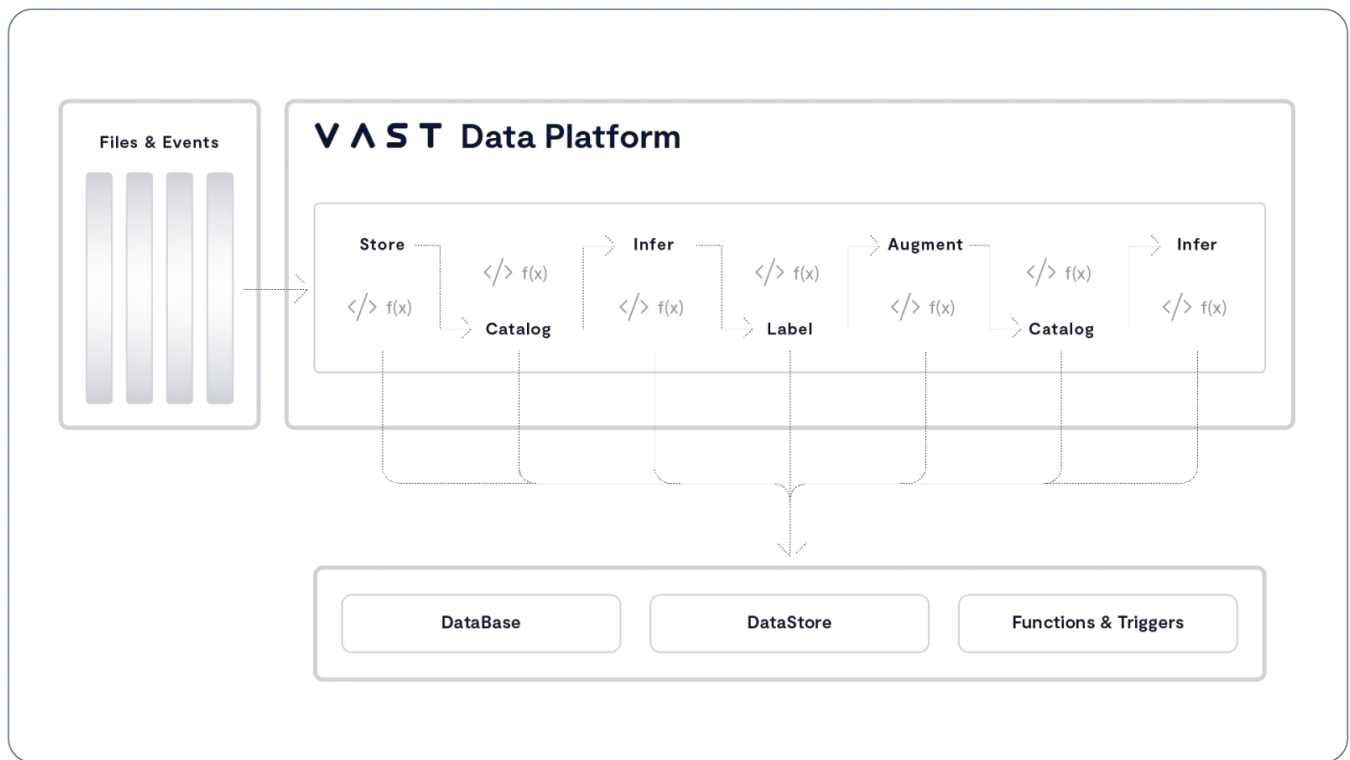 Files & Events
VAST Data Platform
Store
Infer
Augment
Infer
</> f(x)
</> f(x)
</> f(x)
</> f(x)
</> f(x)
</> f(x)
</> f(x)
Catalog
Label
Catalog
DataBase
DataStore
Functions & Triggers